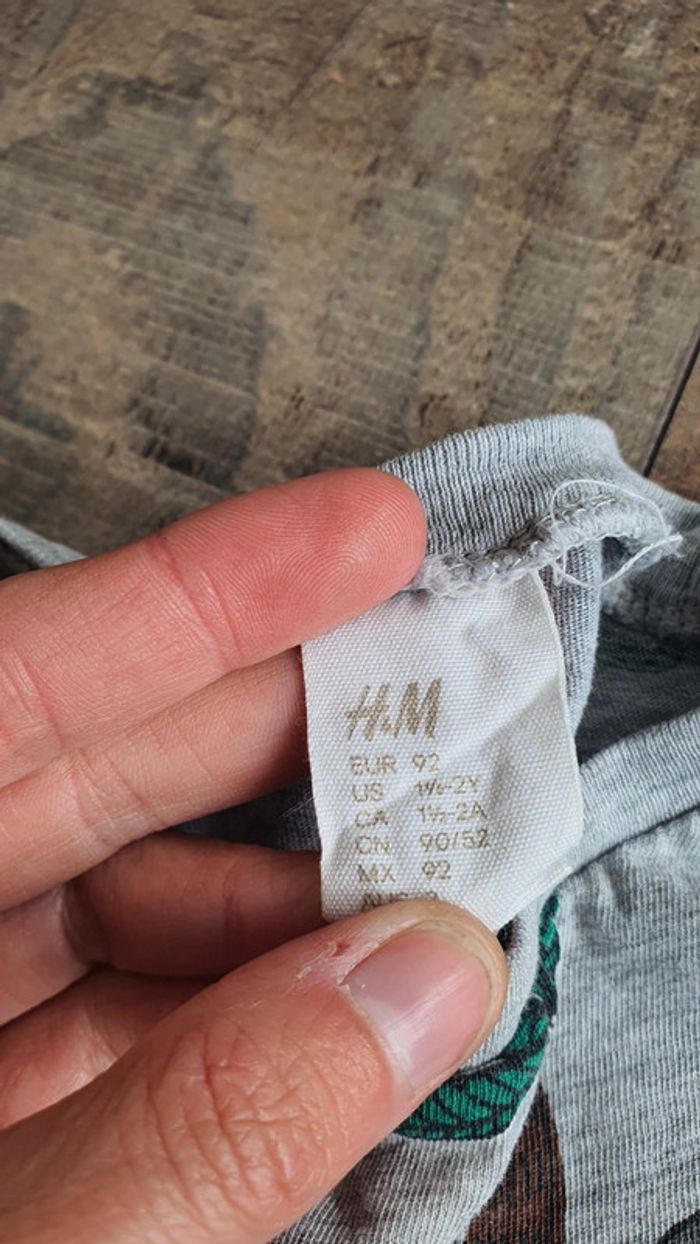 H&M
EUR 92
US 1½-2Y
CA 1½-2A
CN 90/52
MX 92